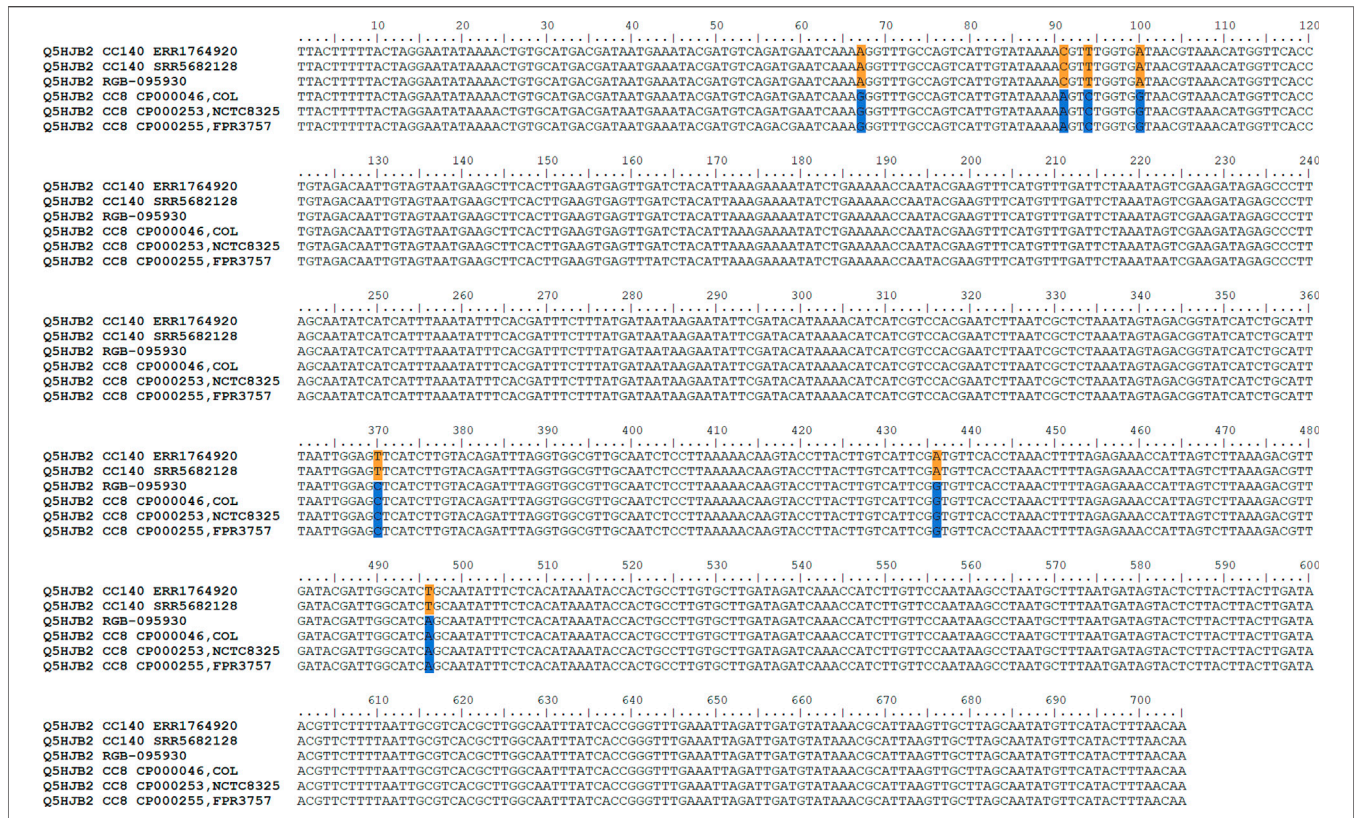 10 20 30 40 50 60 70 80 90 100 110 120
....|....|....|....|....|....|....|....|....|....|....|....|....|....|....|....|....|....|....|....|....|....|....|....|
Q5HJB2 CC140 ERR1764920 TTACTTTTTACTAGGAATATAAAACTGTGCATGACGATAATGAAATACGATGTCAGATGAATCAAAAGGTTTGCCAGTCATTGTATAAAACGTTTGGTGATAACGTAAACATGGTTCACC
Q5HJB2 CC140 SRR5682128 TTACTTTTTACTAGGAATATAAAACTGTGCATGACGATAATGAAATACGATGTCAGATGAATCAAAAGGTTTGCCAGTCATTGTATAAAACGTTTGGTGATAACGTAAACATGGTTCACC
Q5HJB2 RGB-095930 TTACTTTTTACTAGGAATATAAAACTGTGCATGACGATAATGAAATACGATGTCAGATGAATCAAAAGGTTTGCCAGTCATTGTATAAAACGTTTGGTGATAACGTAAACATGGTTCACC
Q5HJB2 CC8 CP000046,COL TTACTTTTTACTAGGAATATAAAACTGTGCATGACGATAATGAAATACGATGTCAGATGAATCAAAGGGTTTGCCAGTCATTGTATAAAAAGTCTGGTGGTAACGTAAACATGGTTCACC
Q5HJB2 CC8 CP000253,NCTC8325 TTACTTTTTACTAGGAATATAAAACTGTGCATGACGATAATGAAATACGATGTCAGATGAATCAAAGGGTTTGCCAGTCATTGTATAAAAAGTCTGGTGGTAACGTAAACATGGTTCACC
Q5HJB2 CC8 CP000255,FPR3757 TTACTTTTTACTAGGAATATAAAACTGTGCATGACGATAATGAAATACGATGTCAGACGAATCAAAGGGTTTGCCAGTCATTGTATAAAAAGTCTGGTGGTAACGTAAACATGGTTCACC
130 140 150 160 170 180 190 200 210 220 230 240
....|....|....|....|....|....|....|....|....|....|....|....|....|....|....|....|....|....|....|....|....|....|....|....|
Q5HJB2 CC140 ERR1764920 TGTAGACAATTGTAGTAATGAAGCTTCACTTGAAGTGAGTTGATCTACATTAAAGAAAATATCTGAAAAACCAATACGAAGTTTCATGTTTGATTCTAAATAGTCGAAGATAGAGCCCTT
Q5HJB2 CC140 SRR5682128 TGTAGACAATTGTAGTAATGAAGCTTCACTTGAAGTGAGTTGATCTACATTAAAGAAAATATCTGAAAAACCAATACGAAGTTTCATGTTTGATTCTAAATAGTCGAAGATAGAGCCCTT
Q5HJB2 RGB-095930 TGTAGACAATTGTAGTAATGAAGCTTCACTTGAAGTGAGTTGATCTACATTAAAGAAAATATCTGAAAAACCAATACGAAGTTTCATGTTTGATTCTAAATAGTCGAAGATAGAGCCCTT
Q5HJB2 CC8 CP000046,COL TGTAGACAATTGTAGTAATGAAGCTTCACTTGAAGTGAGTTGATCTACATTAAAGAAAATATCTGAAAAACCAATACGAAGTTTCATGTTTGATTCTAAATAGTCGAAGATAGAGCCCTT
Q5HJB2 CC8 CP000253,NCTC8325 TGTAGACAATTGTAGTAATGAAGCTTCACTTGAAGTGAGTTGATCTACATTAAAGAAAATATCTGAAAAACCAATACGAAGTTTCATGTTTGATTCTAAATAGTCGAAGATAGAGCCCTT
Q5HJB2 CC8 CP000255,FPR3757 TGTAGACAATTGTAGTAATGAAGCTTCACTTGAAGTGAGTTTATCTACATTAAAGAAAATATCTGAAAAACCAATACGAAGTTTCATGTTTGATTCTAAATAATCGAAGATAGAGCCCTT
250 260 270 280 290 300 310 320 330 340 350 360
....|....|....|....|....|....|....|....|....|....|....|....|....|....|....|....|....|....|....|....|....|....|....|....|
Q5HJB2 CC140 ERR1764920 AGCAATATCATCATTTAAATATTTCACGATTTCTTTATGATAATAAGAATATTCGATACATAAAACATCATCGTCCACGAATCTTAATCGCTCTAAATAGTAGACGGTATCATCTGCATT
Q5HJB2 CC140 SRR5682128 AGCAATATCATCATTTAAATATTTCACGATTTCTTTATGATAATAAGAATATTCGATACATAAAACATCATCGTCCACGAATCTTAATCGCTCTAAATAGTAGACGGTATCATCTGCATT
Q5HJB2 RGB-095930 AGCAATATCATCATTTAAATATTTCACGATTTCTTTATGATAATAAGAATATTCGATACATAAAACATCATCGTCCACGAATCTTAATCGCTCTAAATAGTAGACGGTATCATCTGCATT
Q5HJB2 CC8 CP000046,COL AGCAATATCATCATTTAAATATTTCACGATTTCTTTATGATAATAAGAATATTCGATACATAAAACATCATCGTCCACGAATCTTAATCGCTCTAAATAGTAGACGGTATCATCTGCATT
Q5HJB2 CC8 CP000253,NCTC8325 AGCAATATCATCATTTAAATATTTCACGATTTCTTTATGATAATAAGAATATTCGATACATAAAACATCATCGTCCACGAATCTTAATCGCTCTAAATAGTAGACGGTATCATCTGCATT
Q5HJB2 CC8 CP000255,FPR3757 AGCAATATCATCATTTAAATATTTCACGATTTCTTTATGATAATAAGAATATTCGATACATAAAACATCATCGTCCACGAATCTTAATCGCTCTAAATAGTAGACGGTATCATCTGCATT
370 380 390 400 410 420 430 440 450 460 470 480
....|....|....|....|....|....|....|....|....|....|....|....|....|....|....|....|....|....|....|....|....|....|....|....|
Q5HJB2 CC140 ERR1764920 TAATTGGAGTTCATCTTGTACAGATTTAGGTGGCGTTGCAATCTCCTTAAAAACAAGTACCTTACTTGTCATTCGATGTTCACCTAAACTTTTAGAGAAACCATTAGTCTTAAAGACGTT
Q5HJB2 CC140 SRR5682128 TAATTGGAGTTCATCTTGTACAGATTTAGGTGGCGTTGCAATCTCCTTAAAAACAAGTACCTTACTTGTCATTCGATGTTCACCTAAACTTTTAGAGAAACCATTAGTCTTAAAGACGTT
Q5HJB2 RGB-095930 TAATTGGAGCTCATCTTGTACAGATTTAGGTGGCGTTGCAATCTCCTTAAAAACAAGTACCTTACTTGTCATTCGGTGTTCACCTAAACTTTTAGAGAAACCATTAGTCTTAAAGACGTT
Q5HJB2 CC8 CP000046,COL TAATTGGAGCTCATCTTGTACAGATTTAGGTGGCGTTGCAATCTCCTTAAAAACAAGTACCTTACTTGTCATTCGGTGTTCACCTAAACTTTTAGAGAAACCATTAGTCTTAAAGACGTT
Q5HJB2 CC8 CP000253,NCTC8325 TAATTGGAGCTCATCTTGTACAGATTTAGGTGGCGTTGCAATCTCCTTAAAAACAAGTACCTTACTTGTCATTCGGTGTTCACCTAAACTTTTAGAGAAACCATTAGTCTTAAAGACGTT
Q5HJB2 CC8 CP000255,FPR3757 TAATTGGAGCTCATCTTGTACAGATTTAGGTGGCGTTGCAATCTCCTTAAAAACAAGTACCTTACTTGTCATTCGGTGTTCACCTAAACTTTTAGAGAAACCATTAGTCTTAAAGACGTT
490 500 510 520 530 540 550 560 570 580 590 600
....|....|....|....|....|....|....|....|....|....|....|....|....|....|....|....|....|....|....|....|....|....|....|....|
Q5HJB2 CC140 ERR1764920 GATACGATTGGCATCTGCAATATTTCTCACATAAATACCACTGCCTTGTGCTTGATAGATCAAACCATCTTGTTCCAATAAGCCTAATGCTTTAATGATAGTACTCTTACTTACTTGATA
Q5HJB2 CC140 SRR5682128 GATACGATTGGCATCTGCAATATTTCTCACATAAATACCACTGCCTTGTGCTTGATAGATCAAACCATCTTGTTCCAATAAGCCTAATGCTTTAATGATAGTACTCTTACTTACTTGATA
Q5HJB2 RGB-095930 GATACGATTGGCATCAGCAATATTTCTCACATAAATACCACTGCCTTGTGCTTGATAGATCAAACCATCTTGTTCCAATAAGCCTAATGCTTTAATGATAGTACTCTTACTTACTTGATA
Q5HJB2 CC8 CP000046,COL GATACGATTGGCATCAGCAATATTTCTCACATAAATACCACTGCCTTGTGCTTGATAGATCAAACCATCTTGTTCCAATAAGCCTAATGCTTTAATGATAGTACTCTTACTTACTTGATA
Q5HJB2 CC8 CP000253,NCTC8325 GATACGATTGGCATCAGCAATATTTCTCACATAAATACCACTGCCTTGTGCTTGATAGATCAAACCATCTTGTTCCAATAAGCCTAATGCTTTAATGATAGTACTCTTACTTACTTGATA
Q5HJB2 CC8 CP000255,FPR3757 GATACGATTGGCATCAGCAATATTTCTCACATAAATACCACTGCCTTGTGCTTGATAGATCAAACCATCTTGTTCCAATAAGCCTAATGCTTTAATGATAGTACTCTTACTTACTTGATA
610 620 630 640 650 660 670 680 690 700
....|....|....|....|....|....|....|....|....|....|....|....|....|....|....|....|....|....|....|....|....|
Q5HJB2 CC140 ERR1764920 ACGTTCTTTTAATTGCGTCACGCTTGGCAATTTATCACCGGGTTTGAAATTAGATTGATGTATAAACGCATTAAGTTGCTTAGCAATATGTTCATACTTTAACAA
Q5HJB2 CC140 SRR5682128 ACGTTCTTTTAATTGCGTCACGCTTGGCAATTTATCACCGGGTTTGAAATTAGATTGATGTATAAACGCATTAAGTTGCTTAGCAATATGTTCATACTTTAACAA
Q5HJB2 RGB-095930 ACGTTCTTTTAATTGCGTCACGCTTGGCAATTTATCACCGGGTTTGAAATTAGATTGATGTATAAACGCATTAAGTTGCTTAGCAATATGTTCATACTTTAACAA
Q5HJB2 CC8 CP000046,COL ACGTTCTTTTAATTGCGTCACGCTTGGCAATTTATCACCGGGTTTGAAATTAGATTGATGTATAAACGCATTAAGTTGCTTAGCAATATGTTCATACTTTAACAA
Q5HJB2 CC8 CP000253,NCTC8325 ACGTTCTTTTAATTGCGTCACGCTTGGCAATTTATCACCGGGTTTGAAATTAGATTGATGTATAAACGCATTAAGTTGCTTAGCAATATGTTCATACTTTAACAA
Q5HJB2 CC8 CP000255,FPR3757 ACGTTCTTTTAATTGCGTCACGCTTGGCAATTTATCACCGGGTTTGAAATTAGATTGATGTATAAACGCATTAAGTTGCTTAGCAATATGTTCATACTTTAACAA